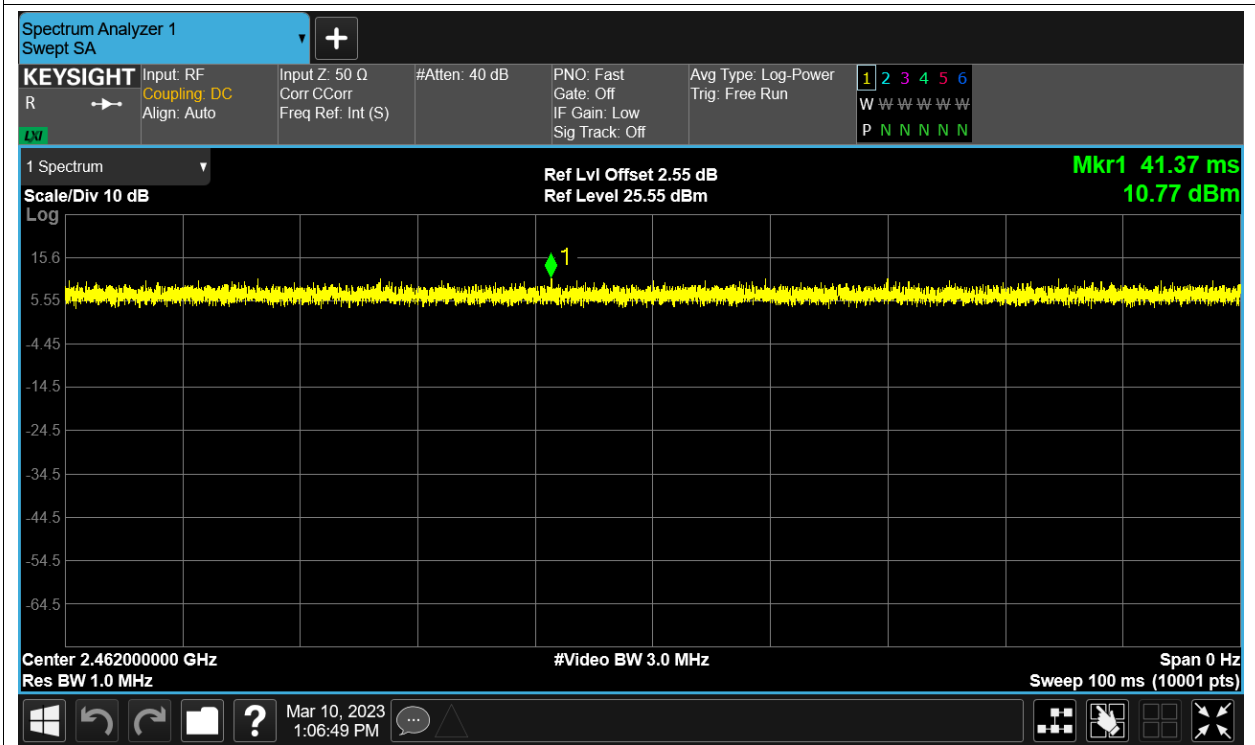 Spectrum Analyzer 1
Swept SA
KEYSIGHT
R
LXI
Input: RF
Coupling: DC
Align: Auto
Input Z: 50 Ω
Corr CCorr
Freq Ref: Int (S)
#Atten: 40 dB
PNO: Fast
Gate: Off
IF Gain: Low
Sig Track: Off
Avg Type: Log-Power
Trig: Free Run
1 2 3 4 5 6
W W W W W W
P N N N N N
1 Spectrum
Scale/Div 10 dB
Ref Lvl Offset 2.55 dB
Ref Level 25.55 dBm
Mkr1 41.37 ms
10.77 dBm
Log
1
15.6
5.55
-4.45
-14.5
-24.5
-34.5
-44.5
-54.5
-64.5
Center 2.462000000 GHz
#Video BW 3.0 MHz
Span 0 Hz
Res BW 1.0 MHz
Sweep 100 ms (10001 pts)
?
Mar 10, 2023
1:06:49 PM